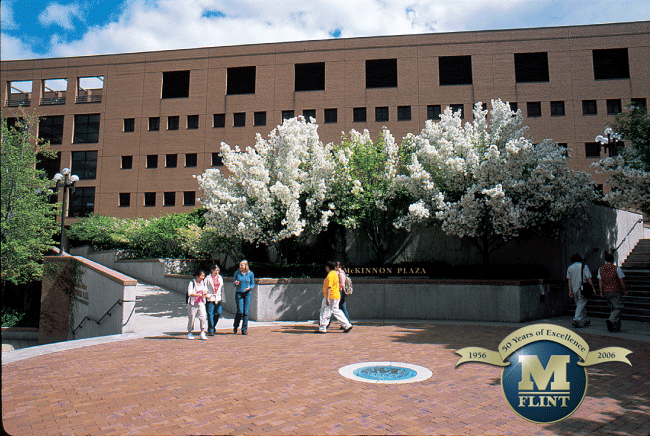 McKINNON PLAZA
50 Years of Excellence
1956 2006
M
FLINT